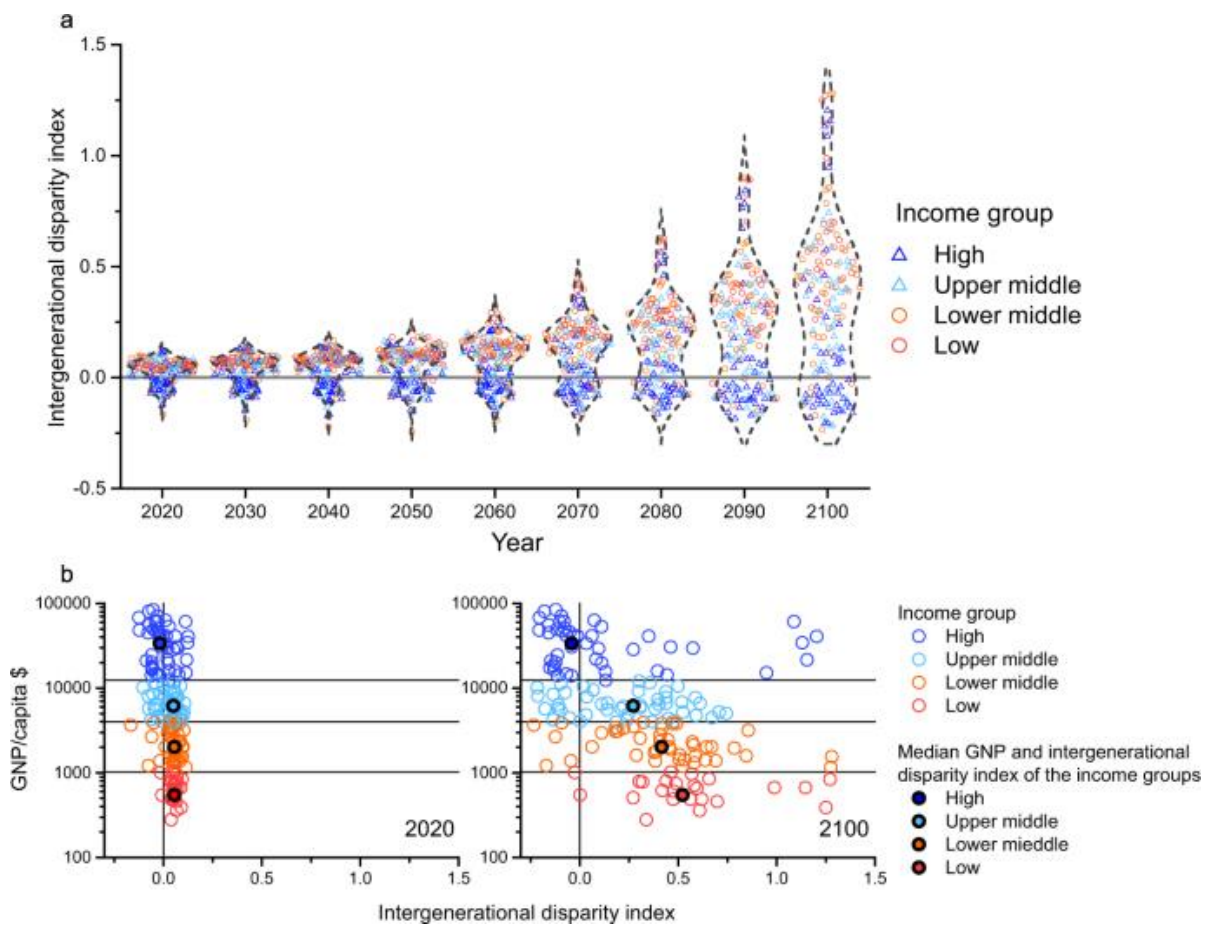 a
Intergenerational disparity index
1.5
1.0
0.5
0.0
-0.5
2020 2030 2040 2050 2060 2070 2080 2090 2100
Year
Income group
High
Upper middle
Lower middle
Low
b
GNP/capita $
100000
10000
1000
100
2020
0.0 0.5 1.0 1.5
100000
10000
1000
100
2100
0.0 0.5 1.0 1.5
Intergenerational disparity index
Income group
High
Upper middle
Lower middle
Low
Median GNP and intergenerational
disparity index of the income groups
High
Upper middle
Lower mieddle
Low